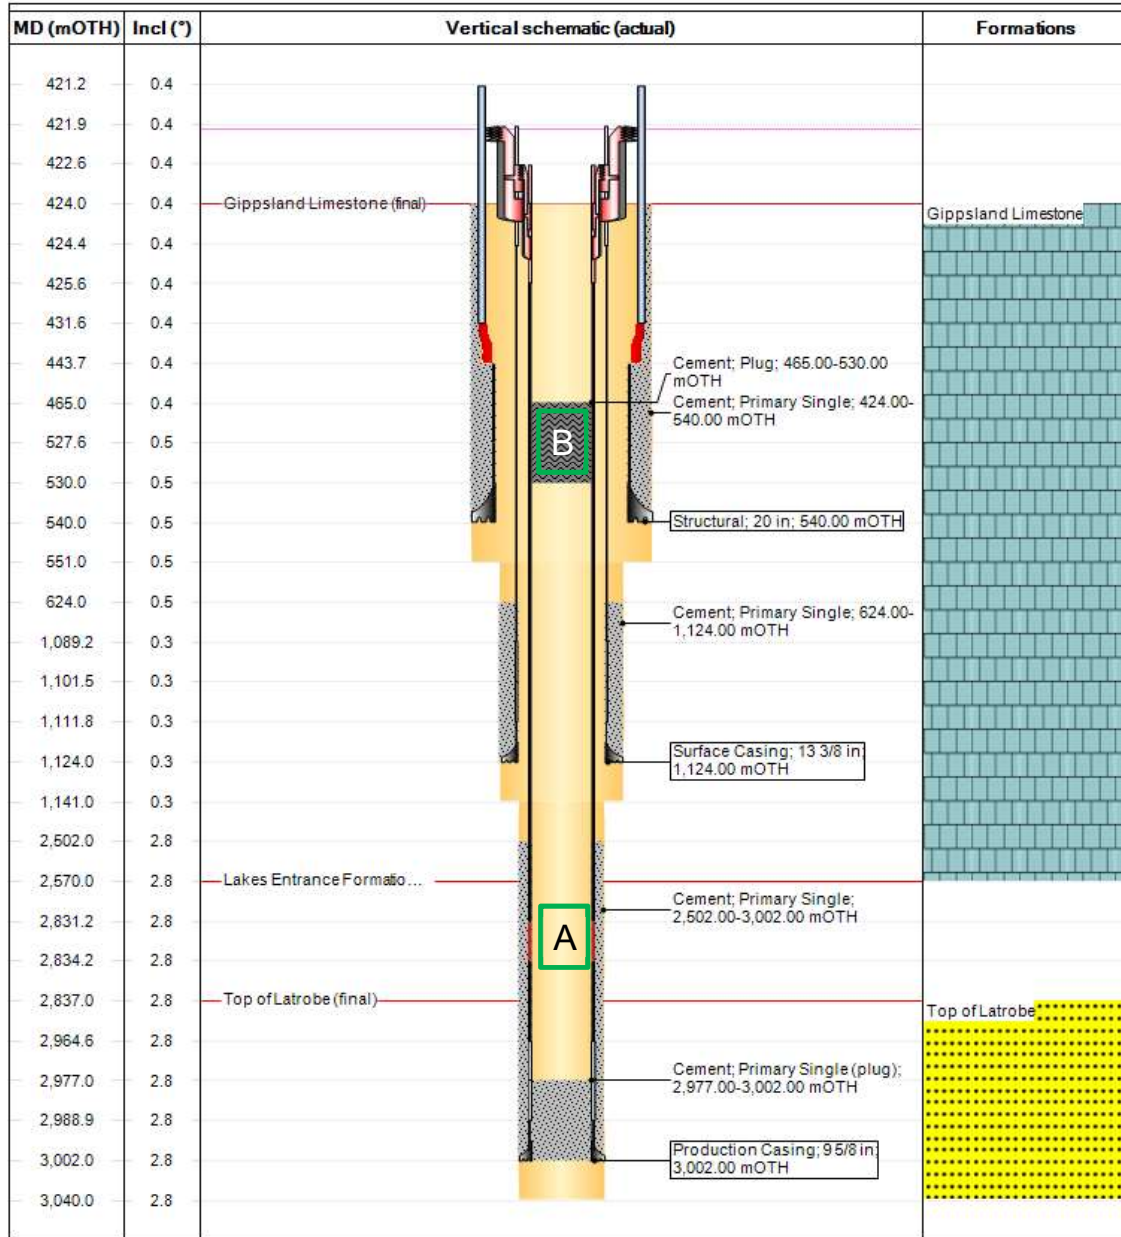 MD (mOTH) Incl (°) Vertical schematic (actual) Formations
421.2 0.4
421.9 0.4
422.6 0.4
424.0 0.4 Gippsland Limestone (final)
Gippsland Limestone
424.4 0.4
425.6 0.4
431.6 0.4
443.7 0.4
Cement; Plug; 465.00-530.00
mOTH
465.0 0.4
Cement; Primary Single; 424.00-
540.00 mOTH
527.6 0.5
B
530.0 0.5
540.0 0.5 Structural; 20 in; 540.00 mOTH
551.0 0.5
624.0 0.5
Cement; Primary Single; 624.00-
1,124.00 mOTH
1,089.2 0.3
1,101.5 0.3
1,111.8 0.3
Surface Casing; 13 3/8 in;
1,124.00 mOTH
1,124.0 0.3
1,141.0 0.3
2,502.0 2.8
2,570.0 2.8 Lakes Entrance Formatio...
Cement; Primary Single;
2,502.00-3,002.00 mOTH
2,831.2 2.8
A
2,834.2 2.8
2,837.0 2.8 Top of Latrobe (final)
Top of Latrobe
2,964.6 2.8
Cement; Primary Single (plug);
2,977.00-3,002.00 mOTH
2,977.0 2.8
2,988.9 2.8
Production Casing; 9 5/8 in;
3,002.00 mOTH
3,002.0 2.8
3,040.0 2.8